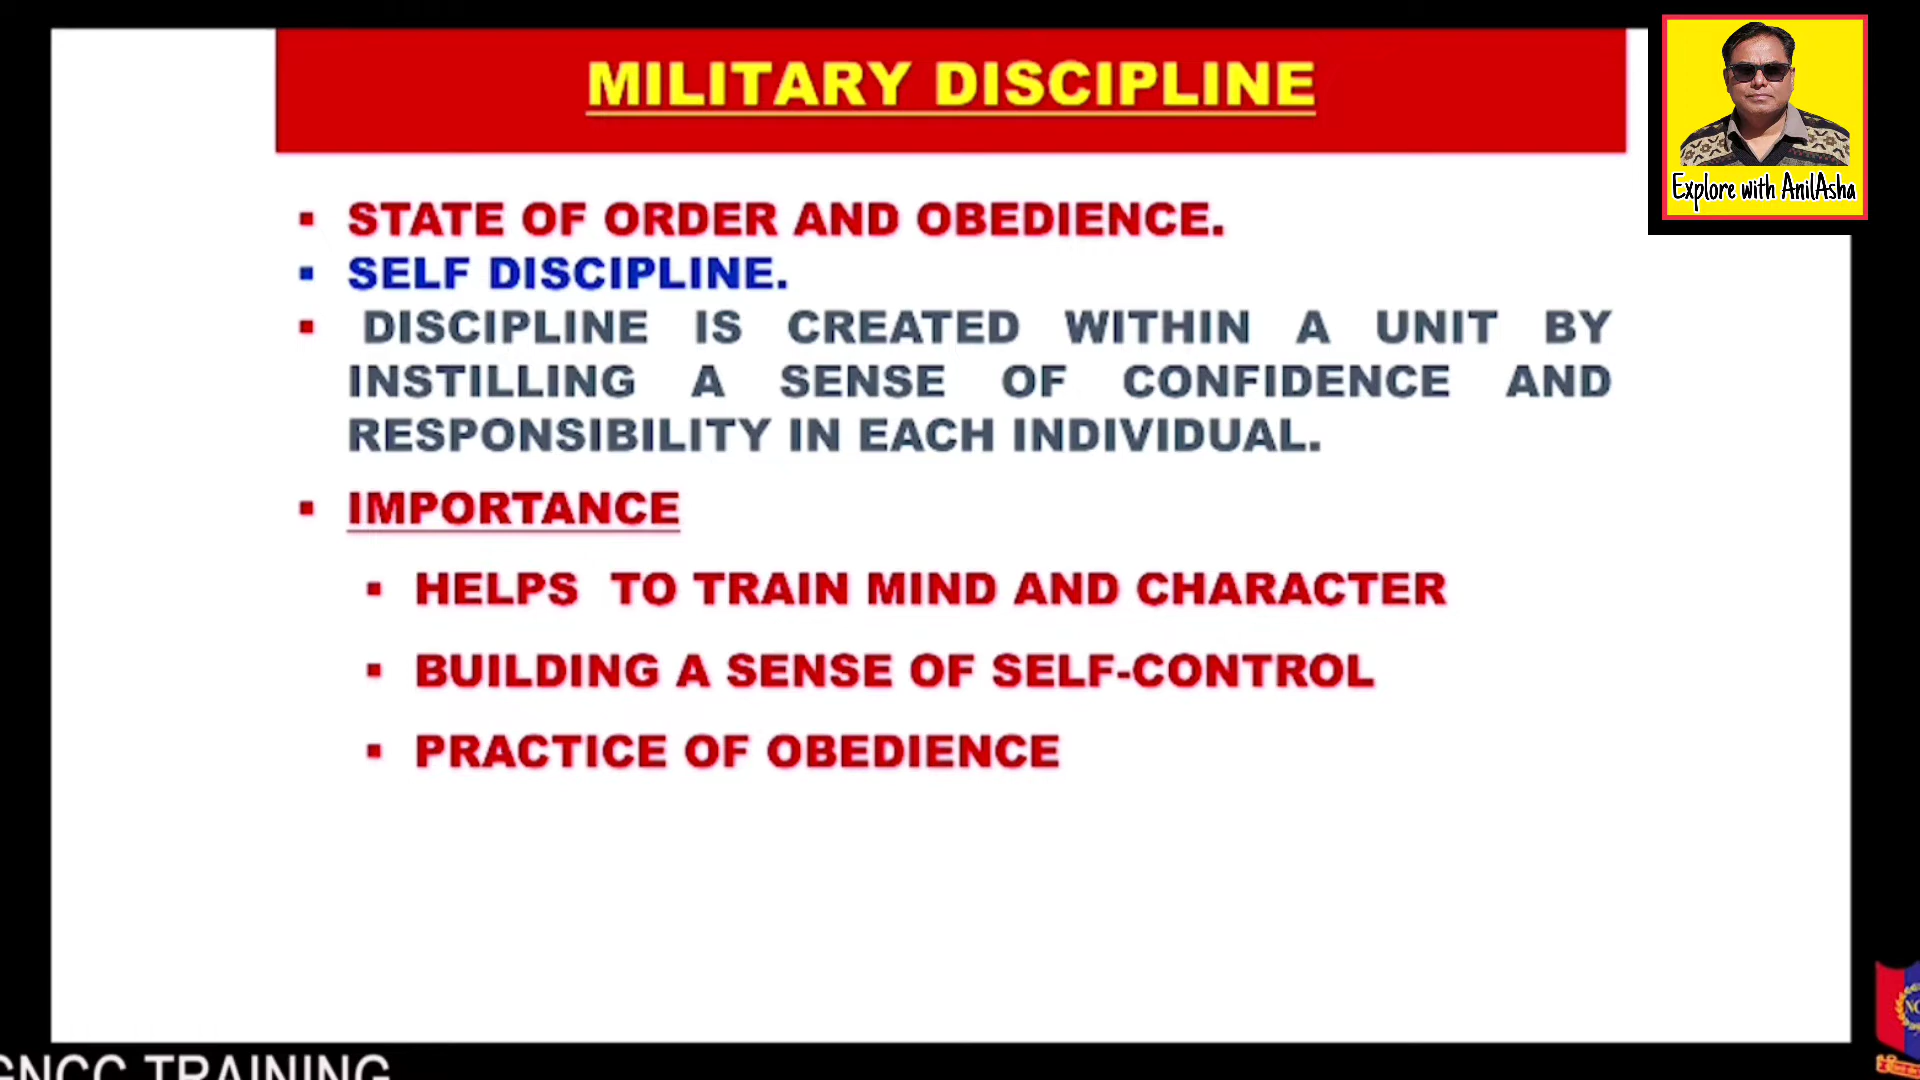 MILITARY DISCIPLINE
Explore with AnilAsha
▪ STATE OF ORDER AND OBEDIENCE.
▪ SELF DISCIPLINE.
▪ DISCIPLINE IS CREATED WITHIN A UNIT BY
INSTILLING A SENSE OF CONFIDENCE AND
RESPONSIBILITY IN EACH INDIVIDUAL.
▪ IMPORTANCE
▪ HELPS TO TRAIN MIND AND CHARACTER
▪ BUILDING A SENSE OF SELF-CONTROL
▪ PRACTICE OF OBEDIENCE
GNCC TRAINING